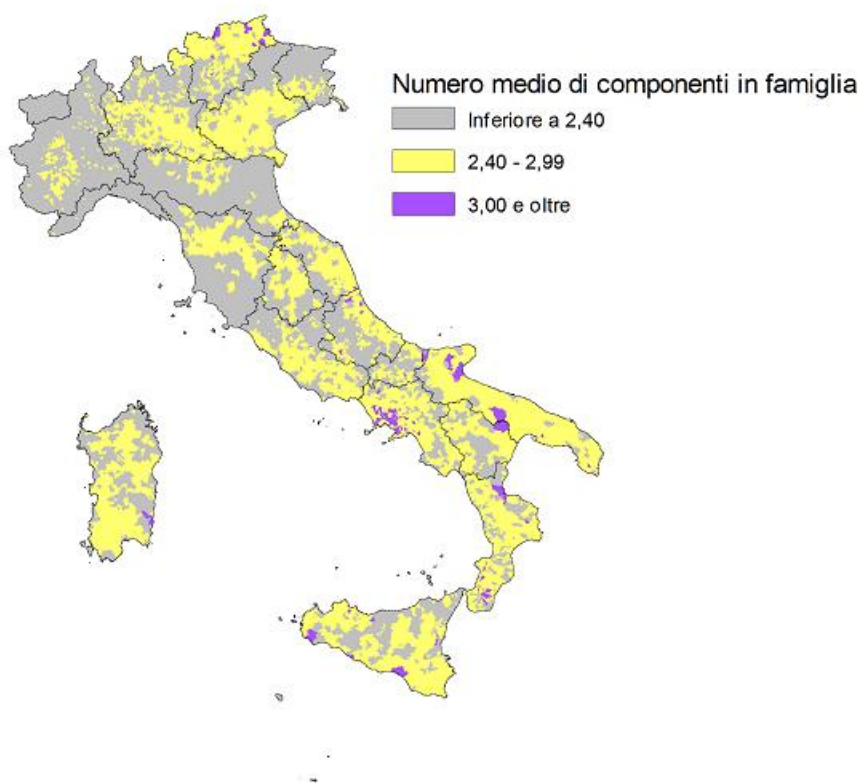 Numero medio di componenti in famiglia
Inferiore a 2,40
2,40 - 2,99
3,00 e oltre